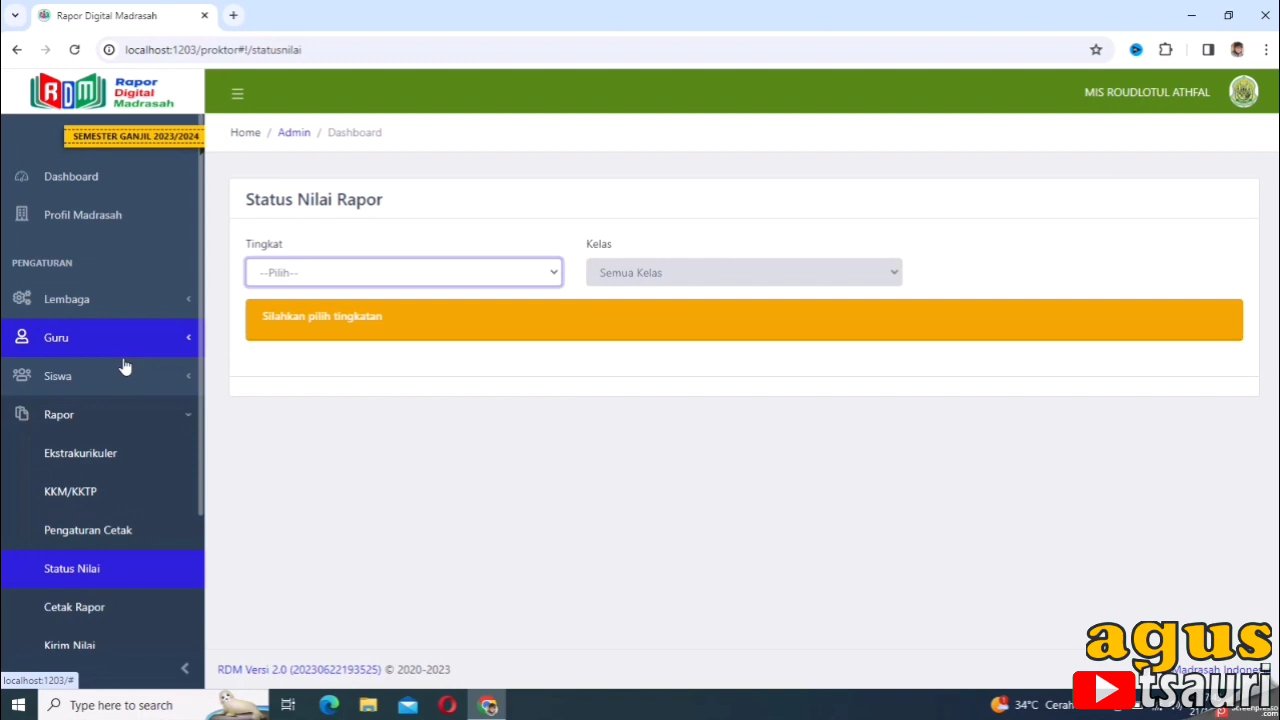 Rapor Digital Madrasah
localhost:1203/proktor#!/statusnilai
RDM
Rapor
Digital
Madrasah
MIS ROUDLOTUL ATHFAL
SEMESTER GANJIL 2023/2024
Home / Admin / Dashboard
Dashboard
Profil Madrasah
PENGATURAN
Lembaga
Guru
Siswa
Rapor
Ekstrakurikuler
KKM/KKTP
Pengaturan Cetak
Status Nilai
Cetak Rapor
Kirim Nilai
Status Nilai Rapor
Tingkat
Kelas
--Pilih--
Semua Kelas
Silahkan pilih tingkatan
RDM Versi 2.0 (20230622193525) © 2020-2023
Madrasah
localhost:1203/#
agus
tsauri
Type here to search
34°C
screenpresso
.com